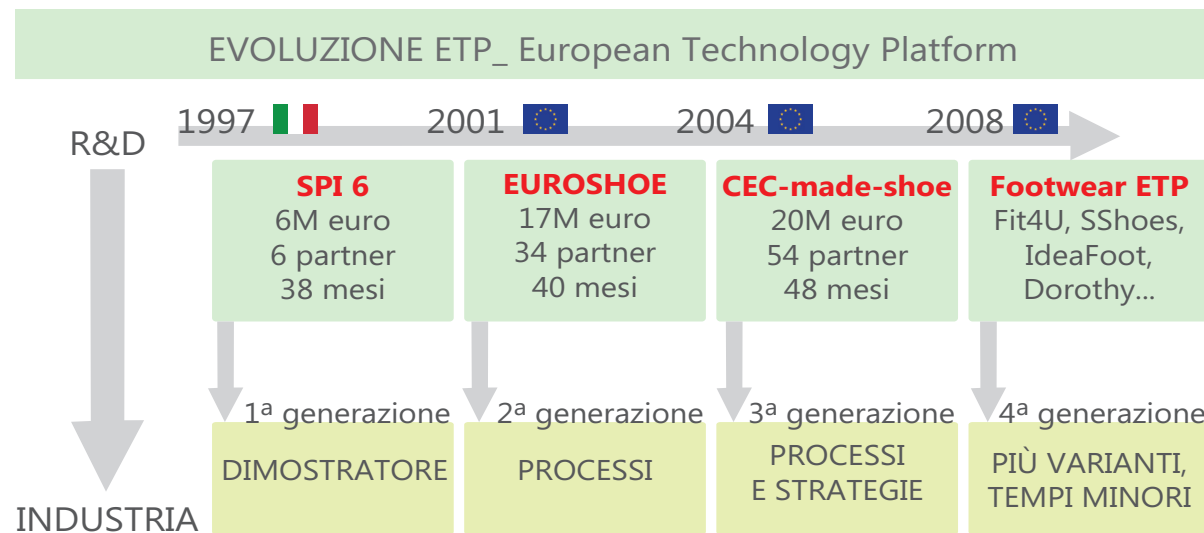 EVOLUZIONE ETP_ European Technology Platform
R&D
1997
2001
2004
2008
SPI 6
6M euro
6 partner
38 mesi
EUROSHOE
17M euro
34 partner
40 mesi
CEC-made-shoe
20M euro
54 partner
48 mesi
Footwear ETP
Fit4U, SShoes,
IdeaFoot,
Dorothy...
1ª generazione
DIMOSTRATORE
2ª generazione
PROCESSI
3ª generazione
PROCESSI
E STRATEGIE
4ª generazione
PIÙ VARIANTI,
TEMPI MINORI
INDUSTRIA